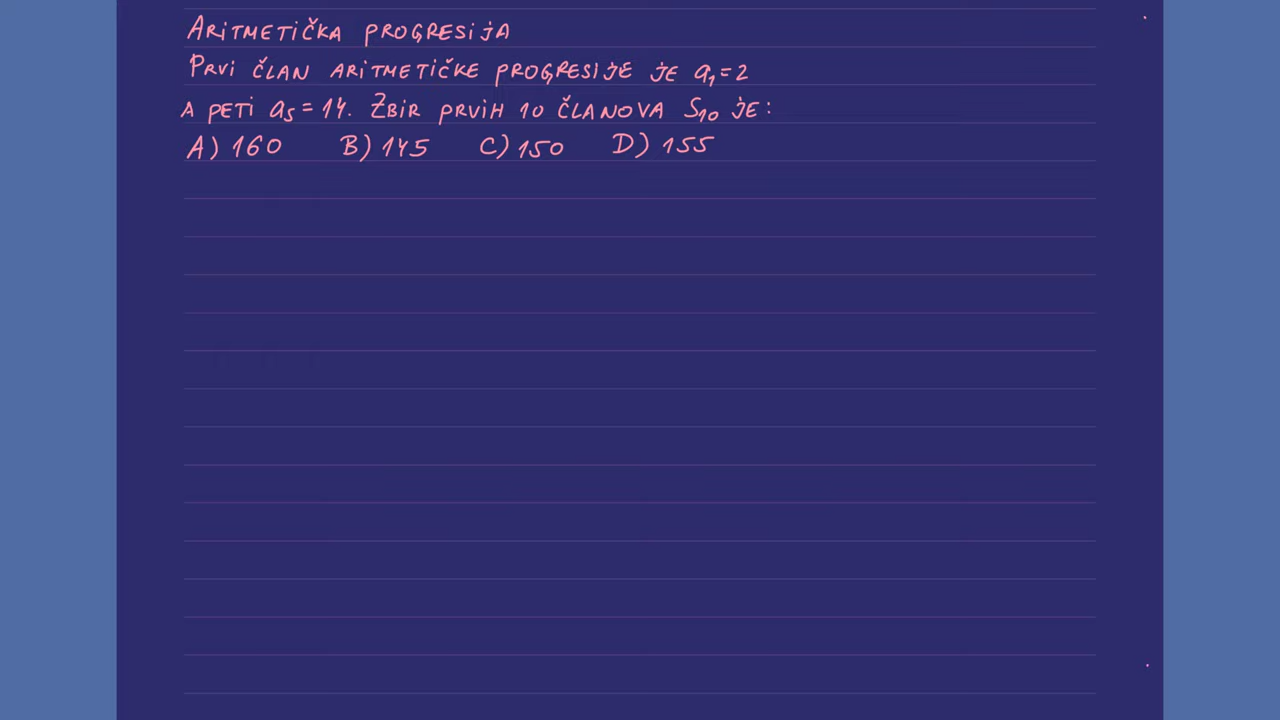 Aritmetička progresija
Prvi član aritmetičke progresije je a₁=2
a peti a₅=14. Zbir prvih 10 članova S₁₀ je:
A) 160 B) 145 C) 150 D) 155